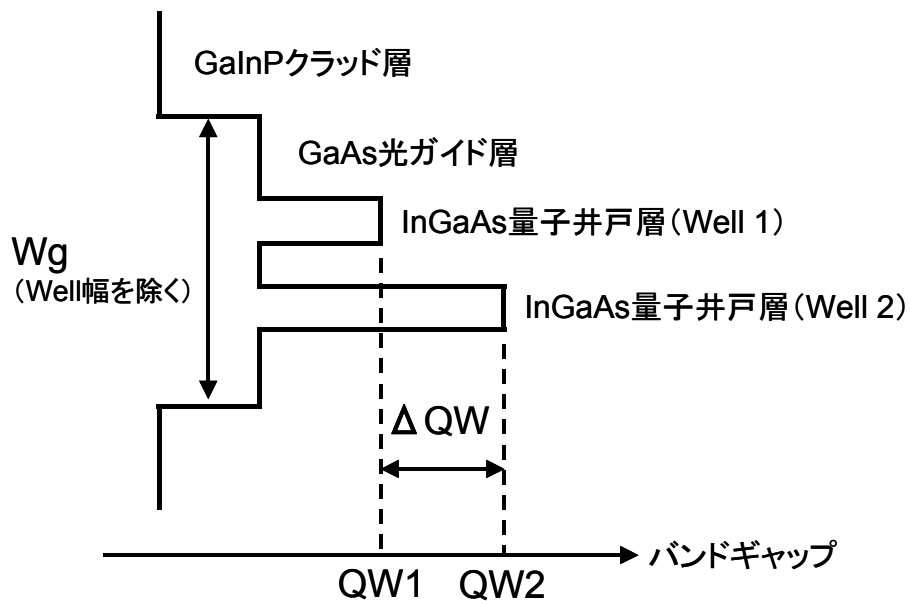 GaInPクラッド層
GaAs光ガイド層
InGaAs量子井戸層(Well 1)
Wg
(Well幅を除く)
InGaAs量子井戸層(Well 2)
Δ QW
バンドギャップ
QW1
QW2